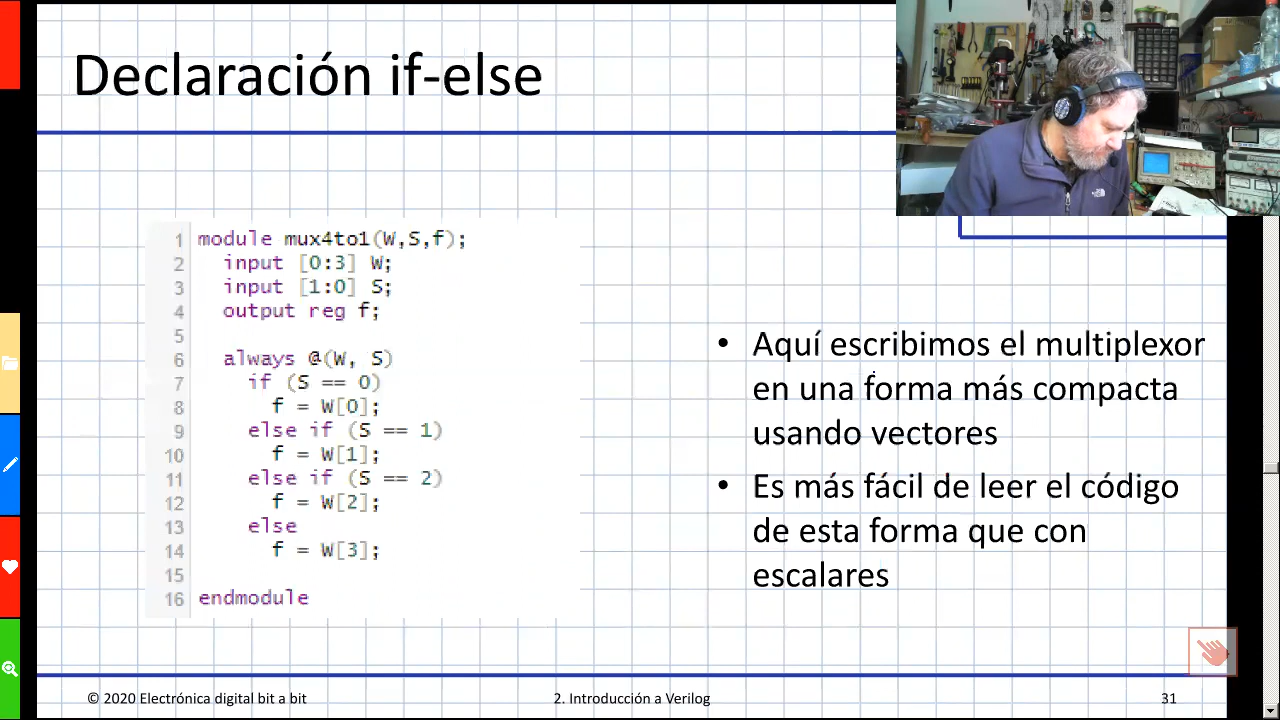 Declaración if-else
1 module mux4to1(W,S,f);
2 input [0:3] W;
3 input [1:0] S;
4 output reg f;
5
6 always @(W, S)
7 if (S == 0)
8 f = W[0];
9 else if (S == 1)
10 f = W[1];
11 else if (S == 2)
12 f = W[2];
13 else
14 f = W[3];
15
16 endmodule
• Aquí escribimos el multiplexor
en una forma más compacta
usando vectores
• Es más fácil de leer el código
de esta forma que con
escalares
© 2020 Electrónica digital bit a bit
2. Introducción a Verilog
31